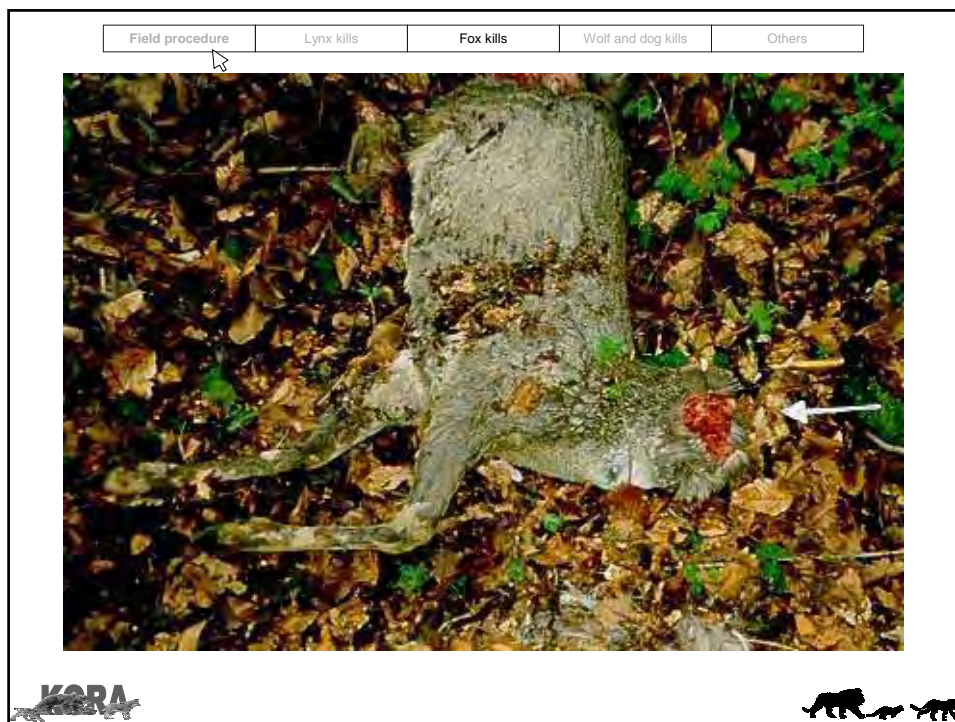 Field procedure
Lynx kills
Fox kills
Wolf and dog kills
Others
KORA